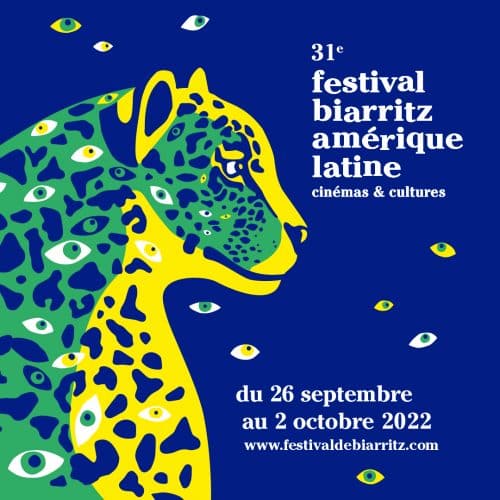 31e
festival
biarritz
amérique
latine
cinémas & cultures
du 26 septembre
au 2 octobre 2022
www.festivaldebiarritz.com